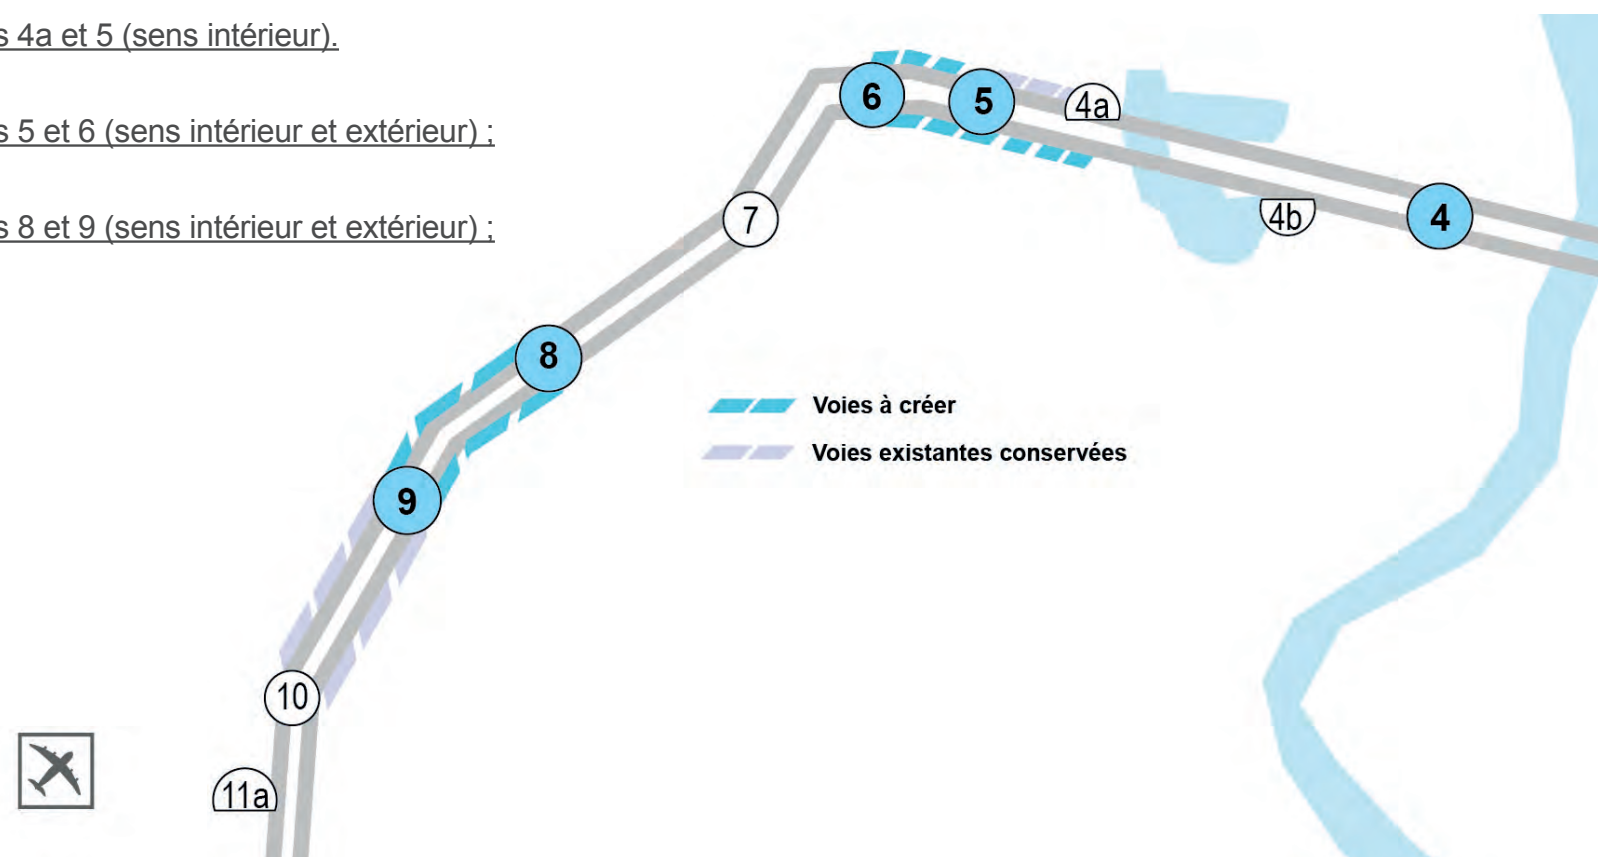 s 4a et 5 (sens intérieur).
s 5 et 6 (sens intérieur et extérieur) ;
s 8 et 9 (sens intérieur et extérieur) ;
6
5
4a
7
4b
4
8
Voies à créer
Voies existantes conservées
9
10
11a